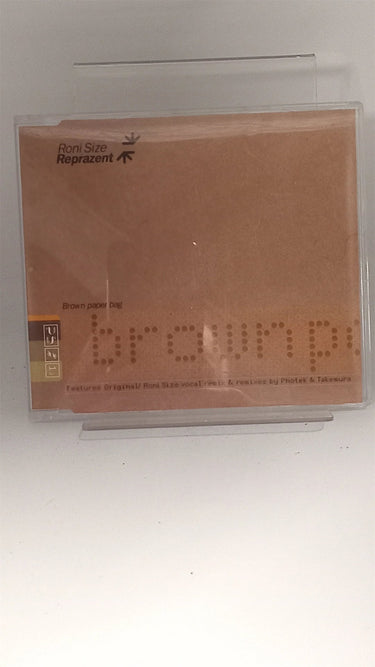 Roni Size
Reprazent
Brown paper bag
brown p
Features Original/ Roni Size vocal remix & remixes by Photek & Takemura